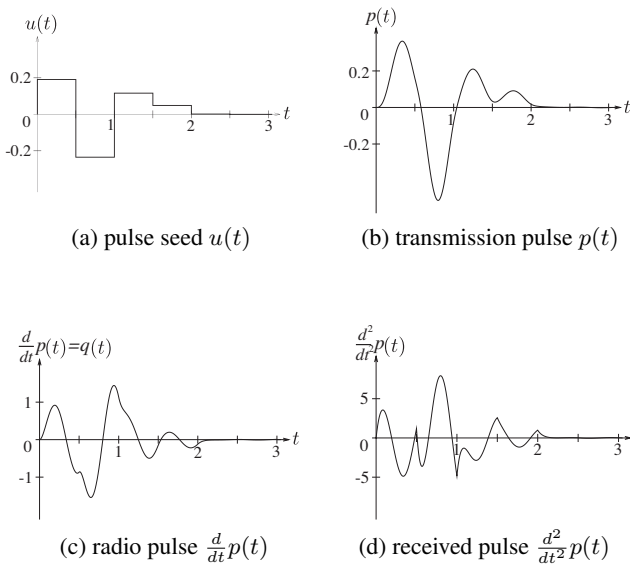 u(t)
0.2
0
-0.2
1
2
3
t
(a) pulse seed u(t)
p(t)
0.2
0
-0.2
1
2
3
t
(b) transmission pulse p(t)
d/dt p(t)=q(t)
1
0
-1
1
2
3
t
(c) radio pulse d/dt p(t)
d²/dt² p(t)
5
0
-5
1
2
3
t
(d) received pulse d²/dt² p(t)